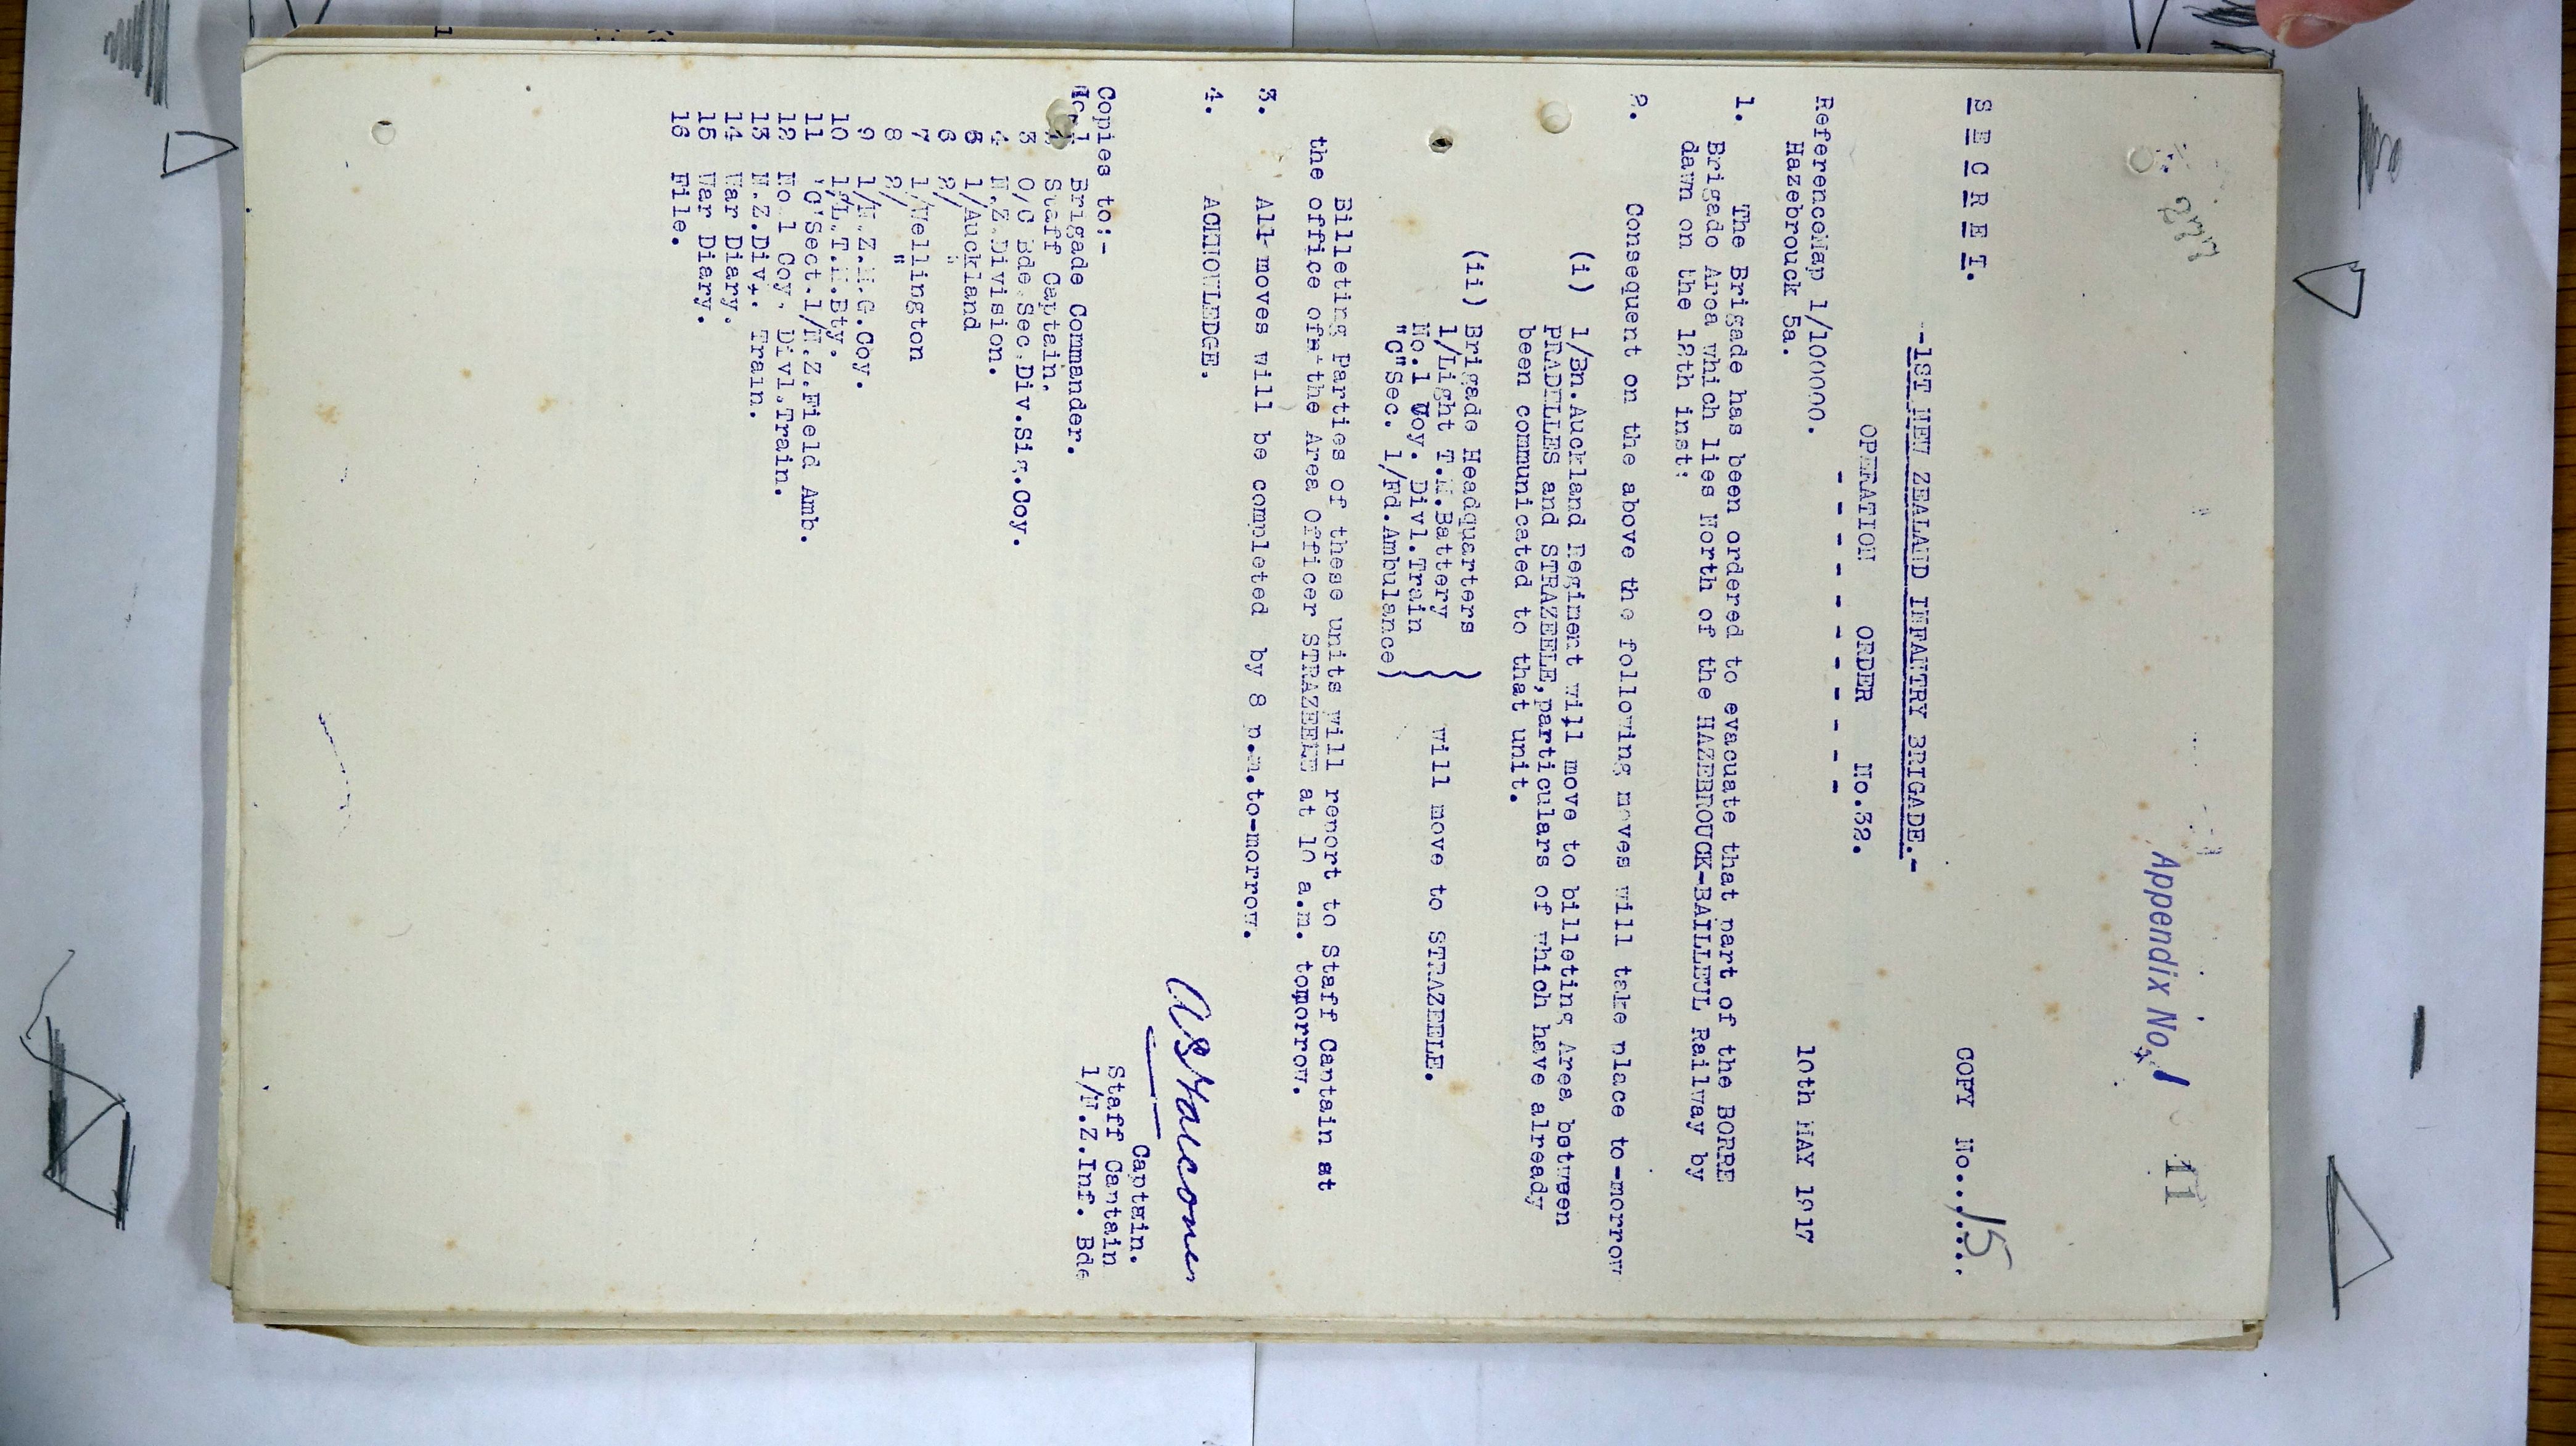 Appendix No. 1
11
277
SECRET.
COPY No...15....
--1ST NEW ZEALAND INFANTRY BRIGADE.-
OPERATION ORDER No.32.
- - - - - - - - - - -
10th MAY 1917
Reference Map 1/100000.
Hazebrouck 5a.
1. The Brigade has been ordered to evacuate that part of the BORRE
Brigade Area which lies North of the HAZEBROUCK-BAILLEUL Railway by
dawn on the 12th inst:
2. Consequent on the above the following moves will take place to-morrow
(i) 1/Bn.Auckland Regiment will move to billeting Area between
PRADELLES and STRAZEELE,particulars of which have already
been communicated to that unit.
(ii) Brigade Headquarters )
1/Light T.M.Battery )
No.1 Coy. Divl.Train ) will move to STRAZEELE.
"C"Sec. 1/Fd.Ambulance)
Billeting Parties of these units will report to Staff Captain at
the office of the Area Officer STRAZEELE at 10 a.m. tomorrow.
3. All moves will be completed by 8 p.m.to-morrow.
4. ACKNOWLEDGE.
Captain.
Staff Captain
1/N.Z.Inf. Bde
Copies to:-
No.1 Brigade Commander.
Staff Captain.
3 O/C Bde.Sec.Div.Sig.Coy.
4 N.Z.Division.
5 1/Auckland
6 2/ "
7 1/Wellington
8 2/ "
9 1/N.Z.M.G.Coy.
10 1/L.T.M.Bty.
11 'C'Sect.1/N.Z.Field Amb.
12 No 1 Coy. Divl.Train.
13 N.Z.Div. Train.
14 War Diary.
15 War Diary.
16 File.